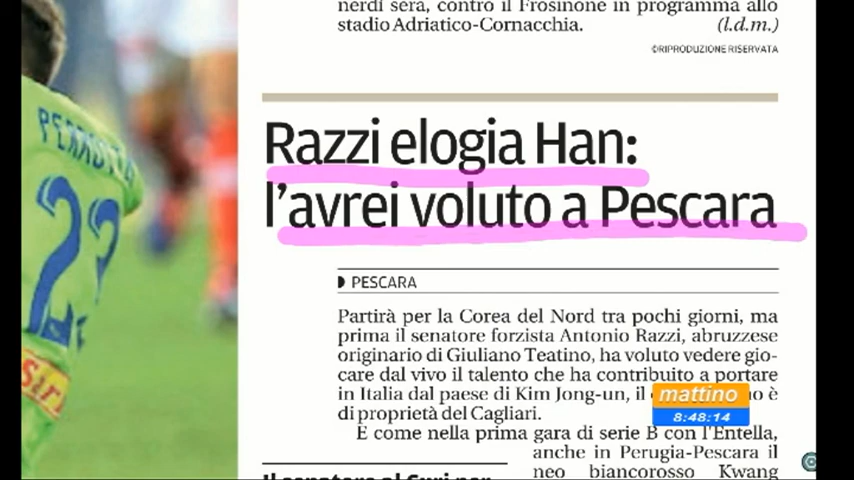 nerdì sera, contro il Frosinone in programma allo
stadio Adriatico-Cornacchia. (l.d.m.)
©RIPRODUZIONE RISERVATA
Razzi elogia Han:
l'avrei voluto a Pescara
PESCARA
Partirà per la Corea del Nord tra pochi giorni, ma
prima il senatore forzista Antonio Razzi, abruzzese
originario di Giuliano Teatino, ha voluto vedere gio-
care dal vivo il talento che ha contribuito a portare
in Italia dal paese di Kim Jong-un, il è
di proprietà del Cagliari.
E come nella prima gara di serie B con l'Entella,
anche in Perugia-Pescara il
neo biancorosso Kwang
22
mattino
8:48:14